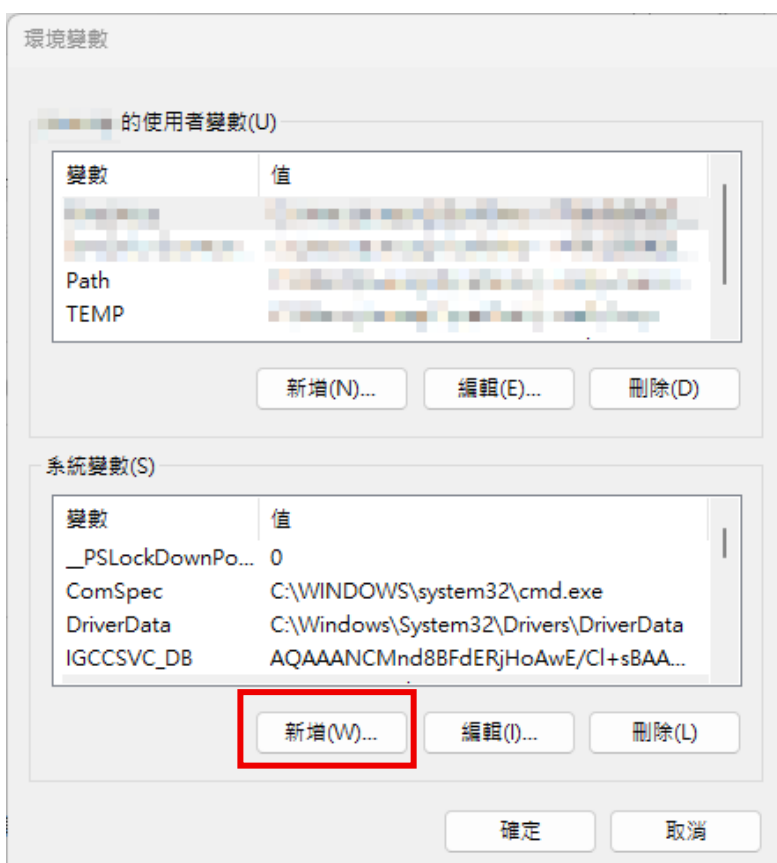 環境變數
的使用者變數(U)
變數 值
Path
TEMP
新增(N)... 編輯(E)... 刪除(D)
系統變數(S)
變數 值
__PSLockDownPo... 0
ComSpec C:\WINDOWS\system32\cmd.exe
DriverData C:\Windows\System32\Drivers\DriverData
IGCCSVC_DB AQAAANCMnd8BFdERjHoAwE/Cl+sBAA...
新增(W)... 編輯(I)... 刪除(L)
確定 取消